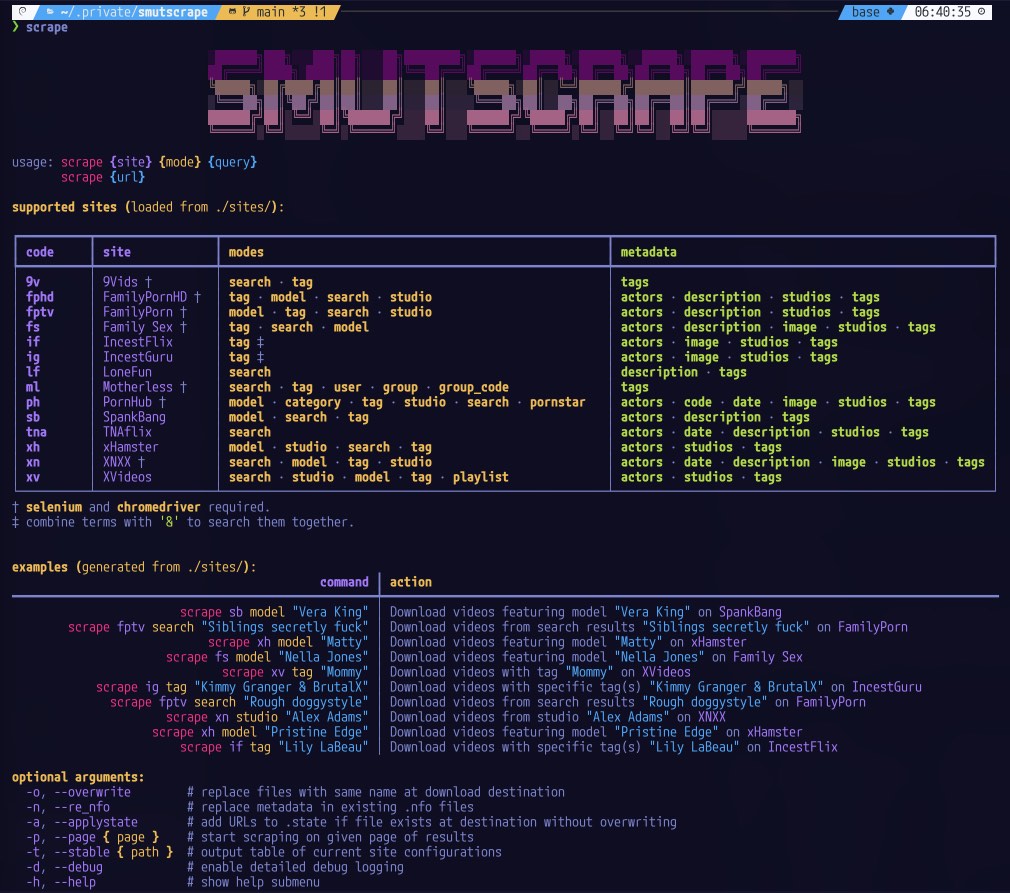 ~/.private/smutscrape main *3 !1 base 06:40:35
❯ scrape
SMUTSCRAPE
usage: scrape {site} {mode} {query}
scrape {url}
supported sites (loaded from ./sites/):
code site modes metadata
9v 9Vids † search · tag tags
fphd FamilyPornHD † tag · model · search · studio actors · description · studios · tags
fptv FamilyPorn † model · tag · search · studio actors · description · studios · tags
fs Family Sex † tag · search · model actors · description · image · studios · tags
if IncestFlix tag ‡ actors · image · studios · tags
ig IncestGuru tag ‡ actors · image · studios · tags
lf LoneFun search description · tags
ml Motherless † search · tag · user · group · group_code tags
ph PornHub † model · category · tag · studio · search · pornstar actors · code · date · image · studios · tags
sb SpankBang model · search · tag actors · description · tags
tna TNAflix search actors · date · description · studios · tags
xh xHamster model · studio · search · tag actors · studios · tags
xn XNXX † search · model · tag · studio actors · date · description · image · studios · tags
xv XVideos search · studio · model · tag · playlist actors · studios · tags
† selenium and chromedriver required.
‡ combine terms with '&' to search them together.
examples (generated from ./sites/):
command action
scrape sb model "Vera King" Download videos featuring model "Vera King" on SpankBang
scrape fptv search "Siblings secretly fuck" Download videos from search results "Siblings secretly fuck" on FamilyPorn
scrape xh model "Matty" Download videos featuring model "Matty" on xHamster
scrape fs model "Nella Jones" Download videos featuring model "Nella Jones" on Family Sex
scrape xv tag "Mommy" Download videos with tag "Mommy" on XVideos
scrape ig tag "Kimmy Granger & BrutalX" Download videos with specific tag(s) "Kimmy Granger & BrutalX" on IncestGuru
scrape fptv search "Rough doggystyle" Download videos from search results "Rough doggystyle" on FamilyPorn
scrape xn studio "Alex Adams" Download videos from studio "Alex Adams" on XNXX
scrape xh model "Pristine Edge" Download videos featuring model "Pristine Edge" on xHamster
scrape if tag "Lily LaBeau" Download videos with specific tag(s) "Lily LaBeau" on IncestFlix
optional arguments:
-o, --overwrite # replace files with same name at download destination
-n, --re_nfo # replace metadata in existing .nfo files
-a, --applystate # add URLs to .state if file exists at destination without overwriting
-p, --page { page } # start scraping on given page of results
-t, --stable { path } # output table of current site configurations
-d, --debug # enable detailed debug logging
-h, --help # show help submenu